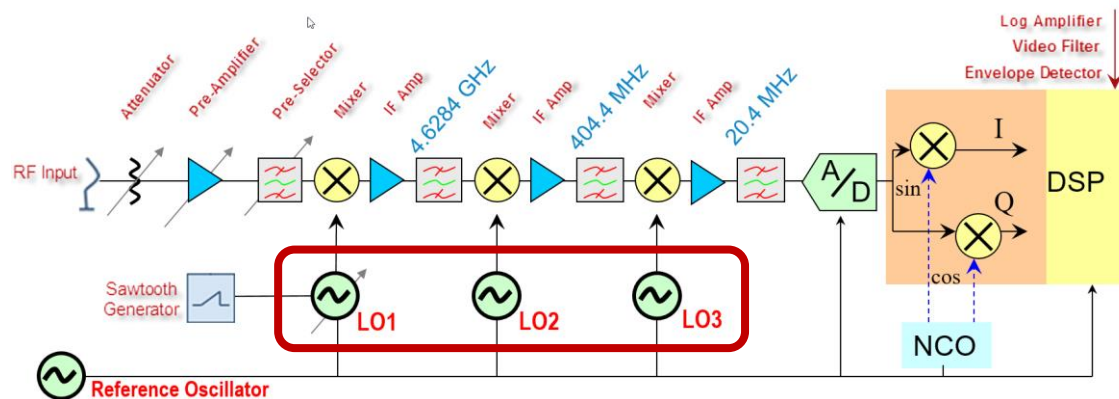 Log Amplifier
Video Filter
Envelope Detector
RF Input
Attenuator
Pre-Amplifier
Pre-Selector
Mixer
IF Amp
4.6284 GHz
Mixer
IF Amp
404.4 MHz
Mixer
IF Amp
20.4 MHz
A/D
sin
cos
I
Q
DSP
NCO
Sawtooth
Generator
LO1
LO2
LO3
Reference Oscillator